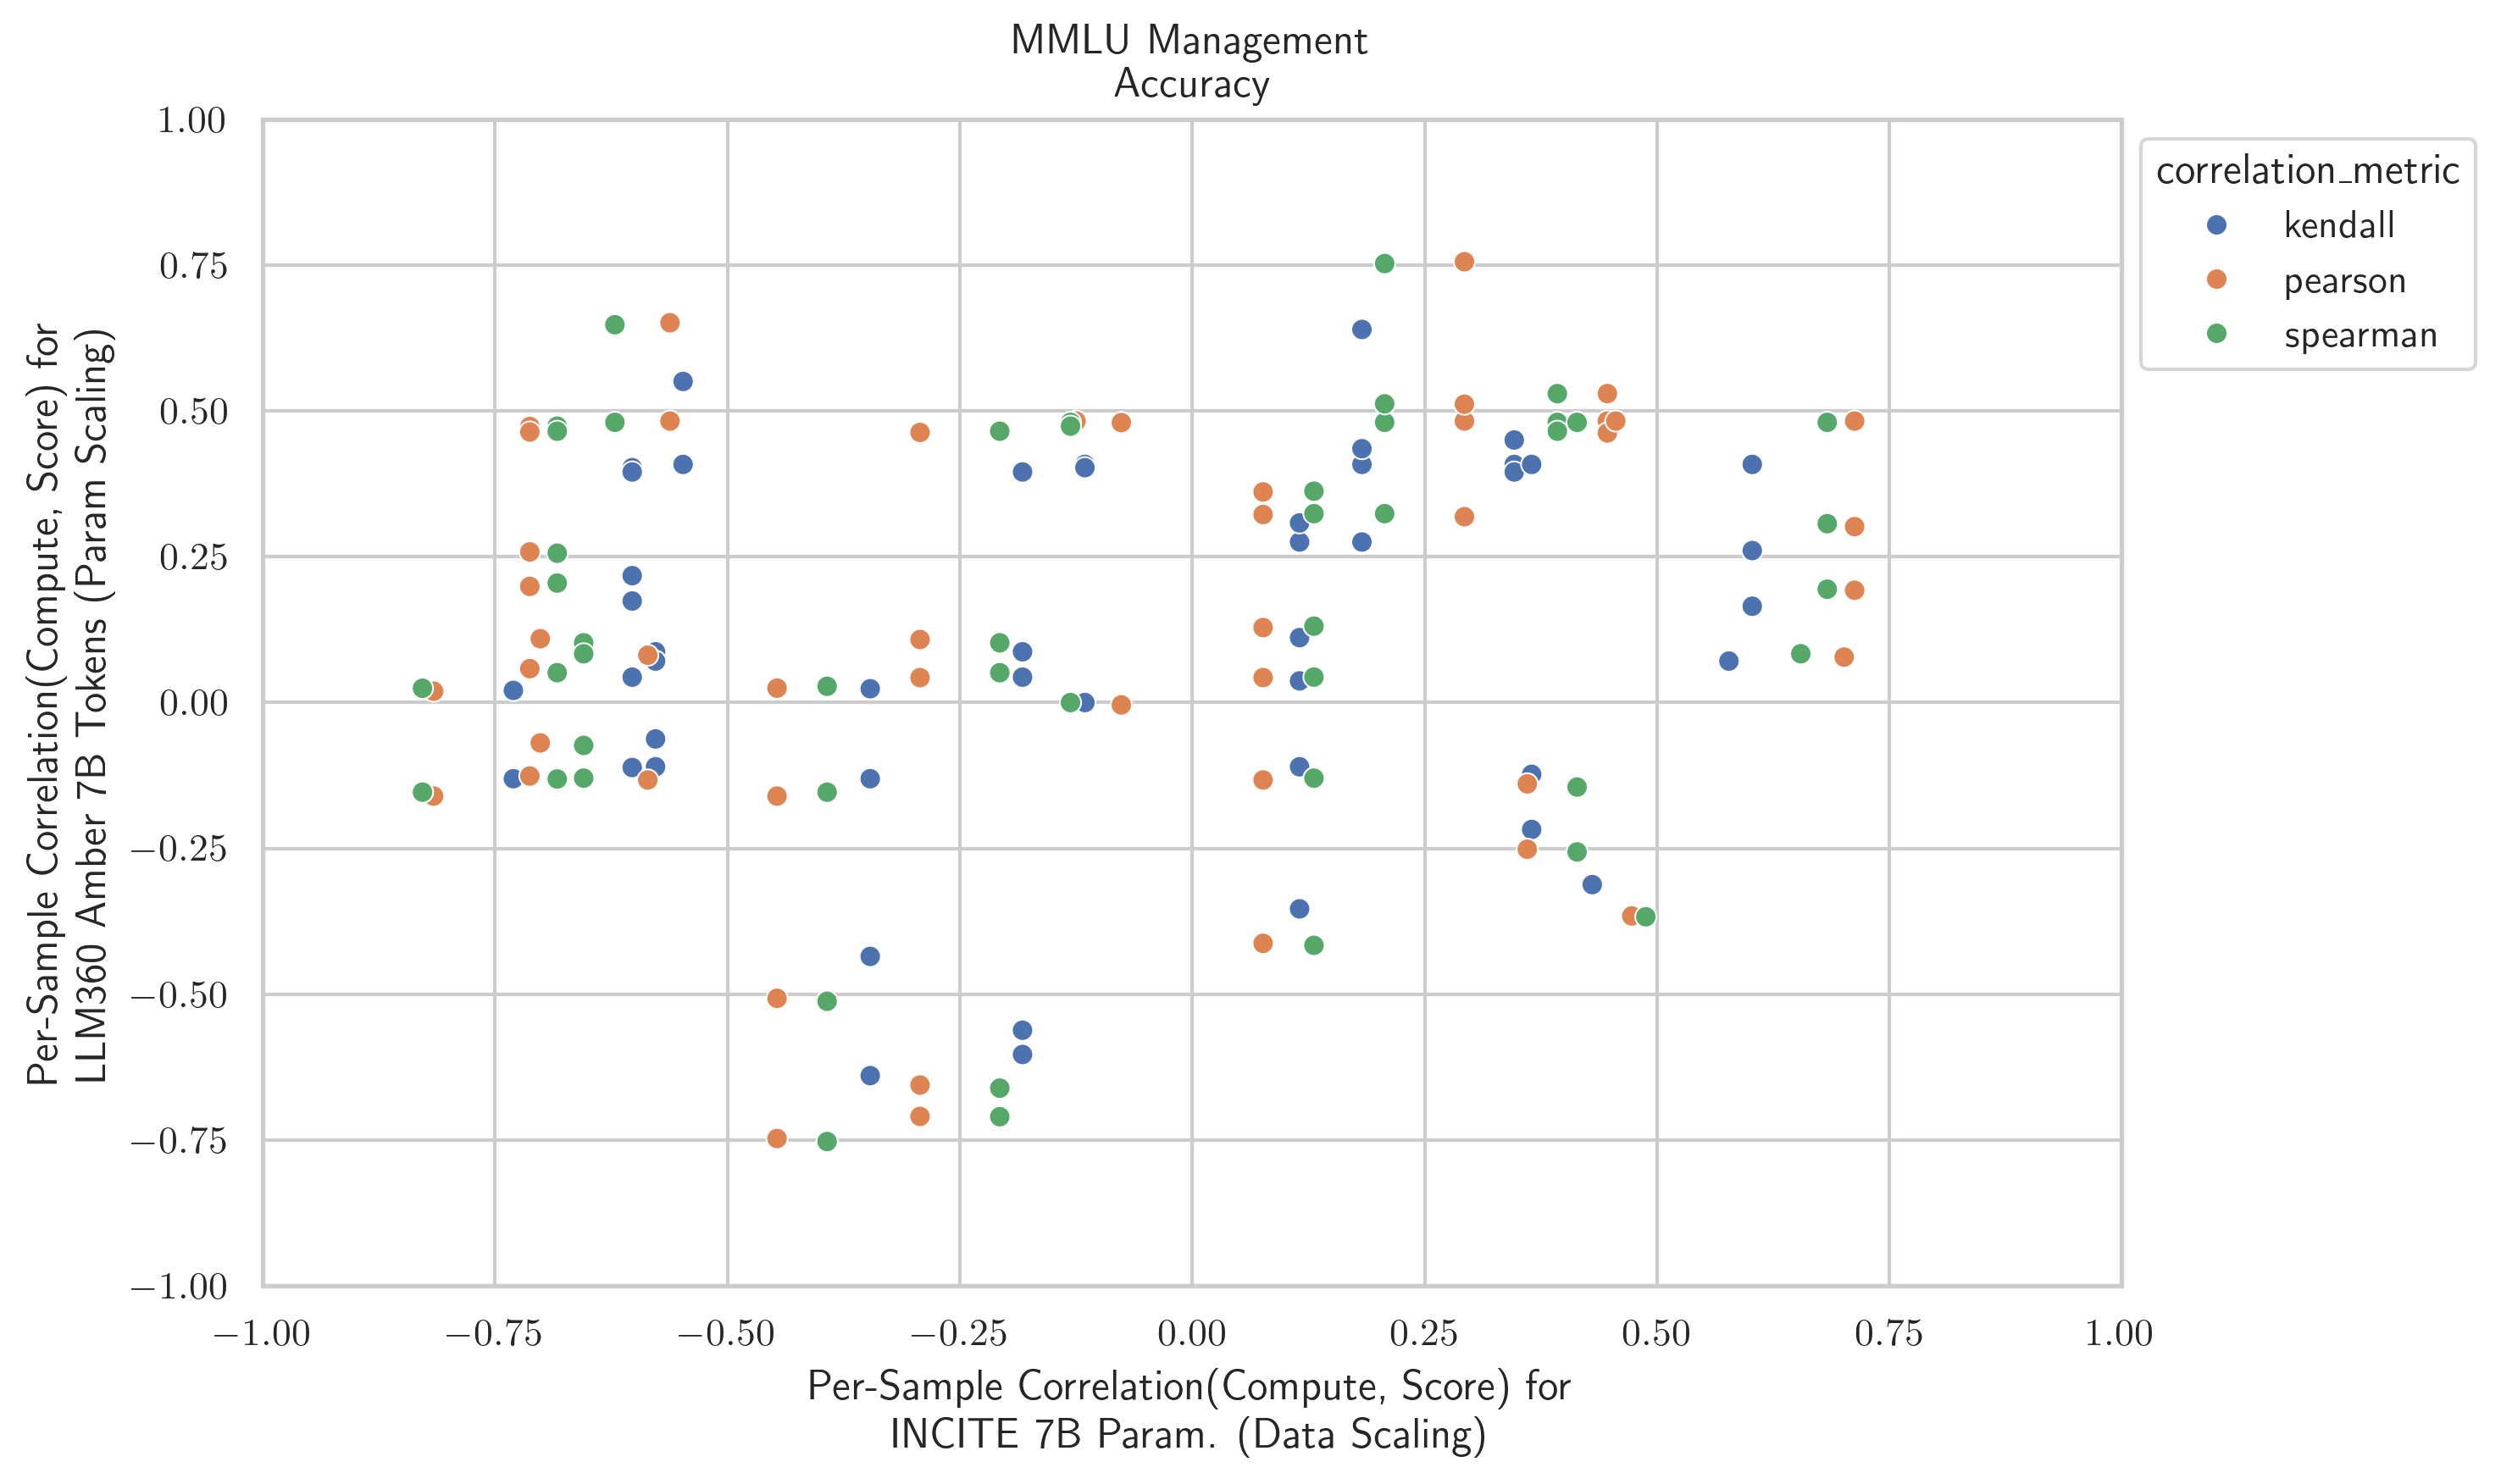 MMLU Management
Accuracy
1.00
0.75
0.50
0.25
0.00
−0.25
−0.50
−0.75
−1.00
Per-Sample Correlation(Compute, Score) for
LLM360 Amber 7B Tokens (Param Scaling)
−1.00 −0.75 −0.50 −0.25 0.00 0.25 0.50 0.75 1.00
Per-Sample Correlation(Compute, Score) for
INCITE 7B Param. (Data Scaling)
correlation_metric
kendall
pearson
spearman